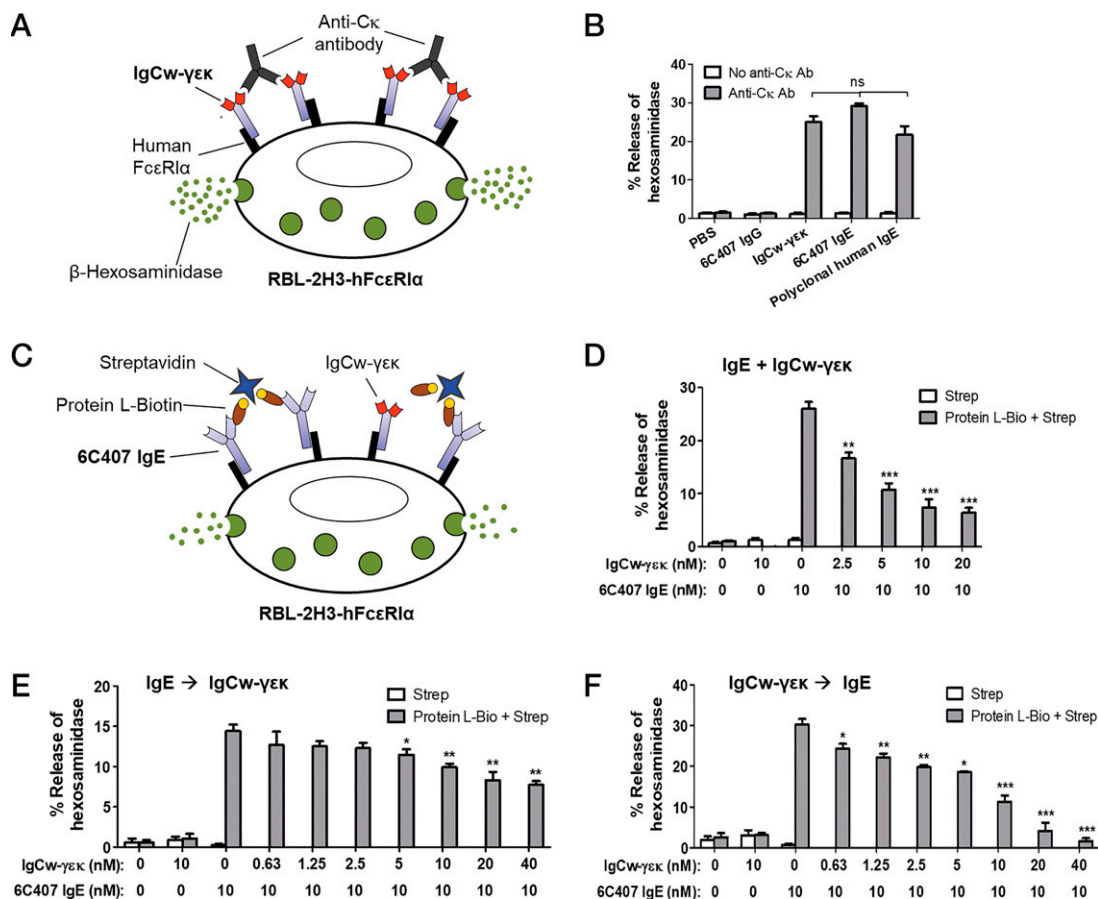 A
Anti-Cκ
antibody
IgCw-γεκ
Human
FcεRIα
β-Hexosaminidase
RBL-2H3-hFcεRIα
B
No anti-Cκ Ab
Anti-Cκ Ab
ns
% Release of
hexosaminidase
40
30
20
10
0
PBS
6C407 IgG
IgCw-γεκ
6C407 IgE
Polyclonal human IgE
C
Streptavidin
IgCw-γεκ
Protein L-Biotin
6C407 IgE
RBL-2H3-hFcεRIα
D
IgE + IgCw-γεκ
Strep
Protein L-Bio + Strep
% Release of
hexosaminidase
30
20
10
0
** *** *** ***
IgCw-γεκ (nM): 0 10 0 2.5 5 10 20
6C407 IgE (nM): 0 0 10 10 10 10 10
E
IgE → IgCw-γεκ
Strep
Protein L-Bio + Strep
% Release of
hexosaminidase
20
15
10
5
0
* ** ** **
IgCw-γεκ (nM): 0 10 0 0.63 1.25 2.5 5 10 20 40
6C407 IgE (nM): 0 0 10 10 10 10 10 10 10 10
F
IgCw-γεκ → IgE
Strep
Protein L-Bio + Strep
% Release of
hexosaminidase
40
30
20
10
0
* ** ** * *** *** ***
IgCw-γεκ (nM): 0 10 0 0.63 1.25 2.5 5 10 20 40
6C407 IgE (nM): 0 0 10 10 10 10 10 10 10 10